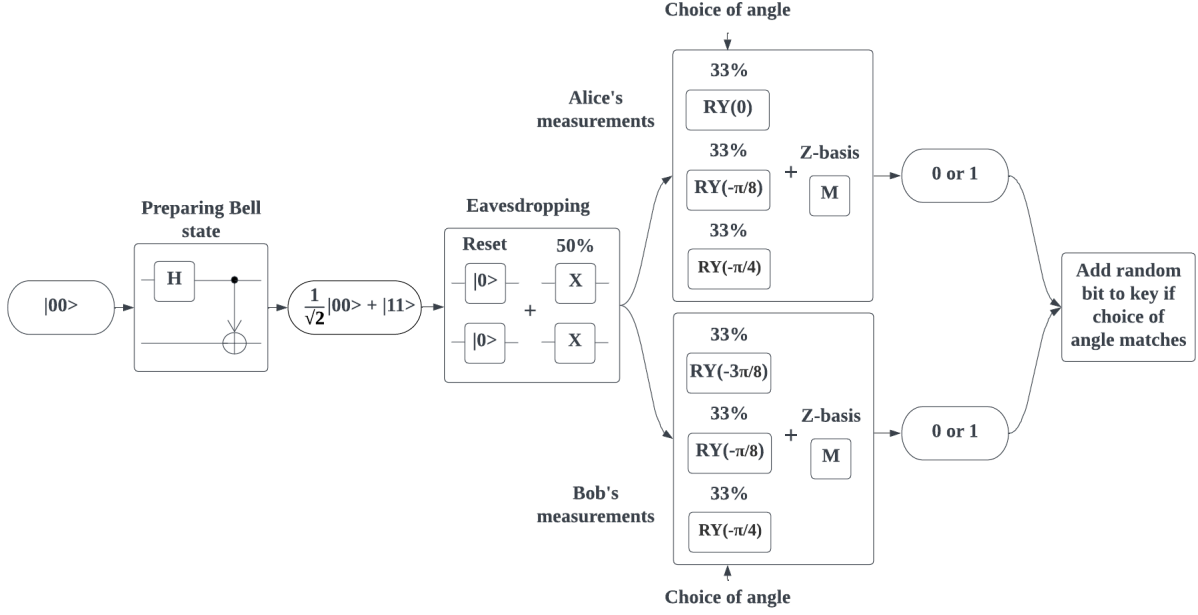 Choice of angle
Alice's
measurements
33%
RY(0)
33%
RY(-π/8)
33%
RY(-π/4)
+
Z-basis
M
0 or 1
Preparing Bell
state
|00>
H
1
√2
|00> + |11>
Eavesdropping
Reset
50%
|0>
X
+
|0>
X
33%
RY(-3π/8)
33%
RY(-π/8)
33%
RY(-π/4)
+
Z-basis
M
Bob's
measurements
Choice of angle
0 or 1
Add random
bit to key if
choice of
angle matches